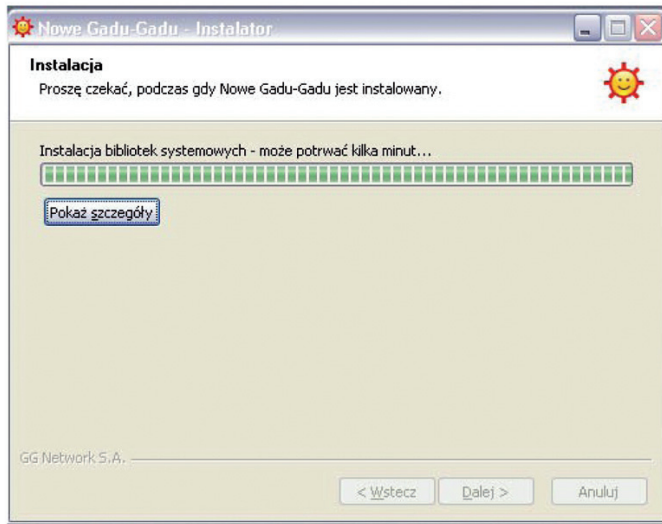 Nowe Gadu-Gadu - Instalator
Instalacja
Proszę czekać, podczas gdy Nowe Gadu-Gadu jest instalowany.
Instalacja bibliotek systemowych - może potrwać kilka minut...
Pokaż szczegóły
GG Network S.A.
< Wstecz Dalej > Anuluj